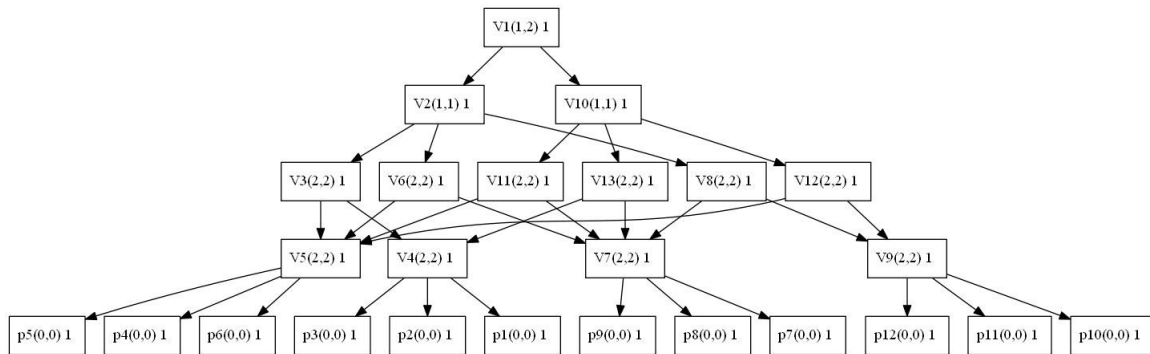 V1(1,2) 1
V2(1,1) 1
V10(1,1) 1
V3(2,2) 1
V6(2,2) 1
V11(2,2) 1
V13(2,2) 1
V8(2,2) 1
V12(2,2) 1
V5(2,2) 1
V4(2,2) 1
V7(2,2) 1
V9(2,2) 1
p5(0,0) 1
p4(0,0) 1
p6(0,0) 1
p3(0,0) 1
p2(0,0) 1
p1(0,0) 1
p9(0,0) 1
p8(0,0) 1
p7(0,0) 1
p12(0,0) 1
p11(0,0) 1
p10(0,0) 1